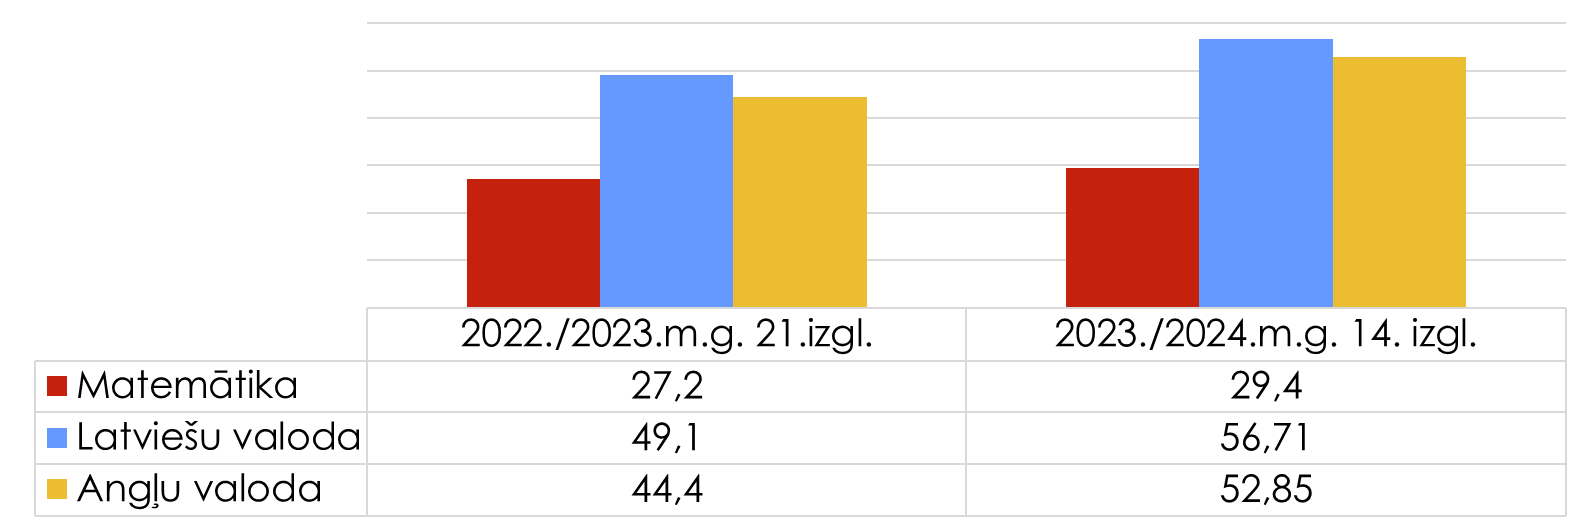 2022./2023.m.g. 21.izgl. 2023./2024.m.g. 14. izgl.
Matemātika 27,2 29,4
Latviešu valoda 49,1 56,71
Angļu valoda 44,4 52,85